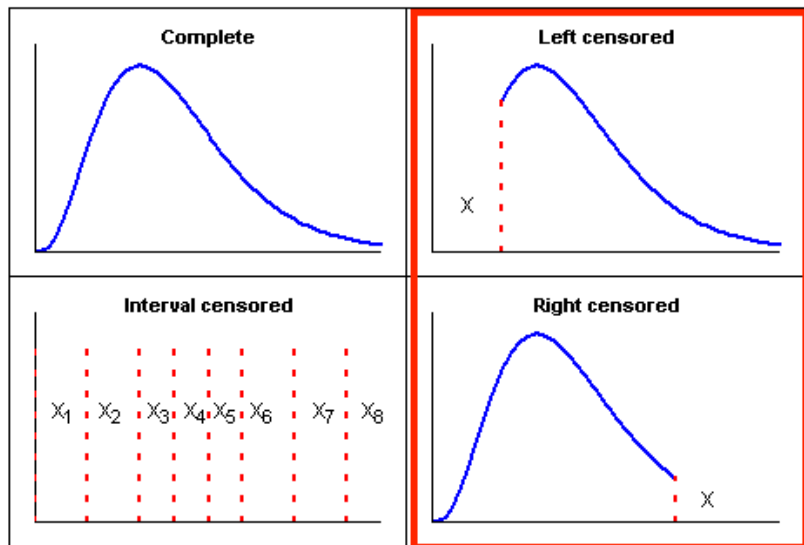 Complete
Left censored
X
Interval censored
X₁ X₂ X₃ X₄ X₅ X₆ X₇ X₈
Right censored
X